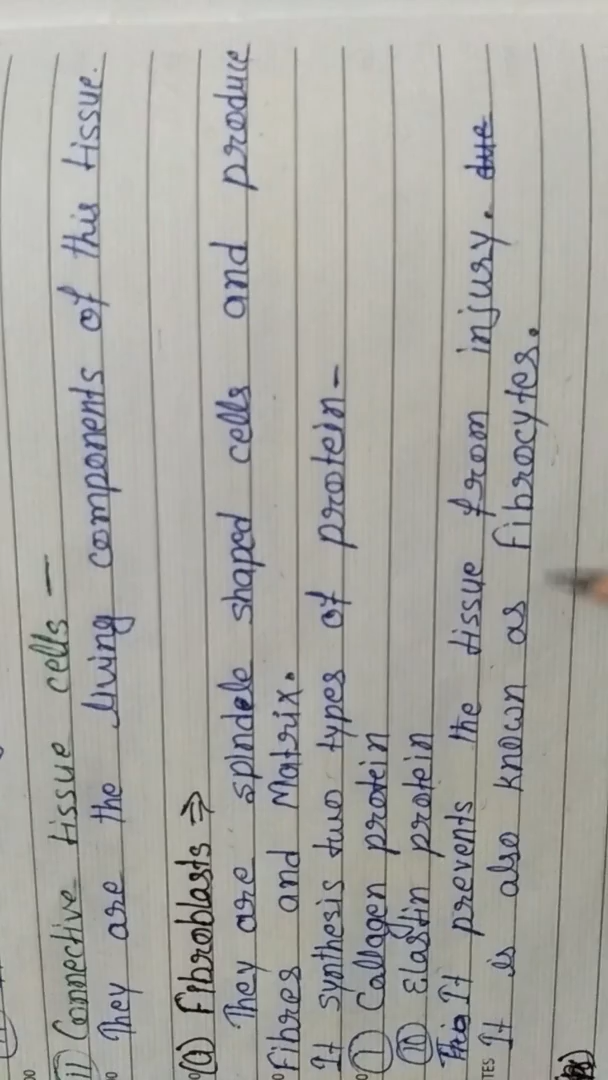 ii) Connective tissue cells —
They are the living components of this tissue.
(a) Fibroblasts ⇒
They are spindele shaped cells and produce
Fibres and Matrix.
It synthesis two types of protein -
(i) Collagen protein
(ii) Elastin protein
This It prevents the tissue from injury. due
It is also known as Fibrocytes.